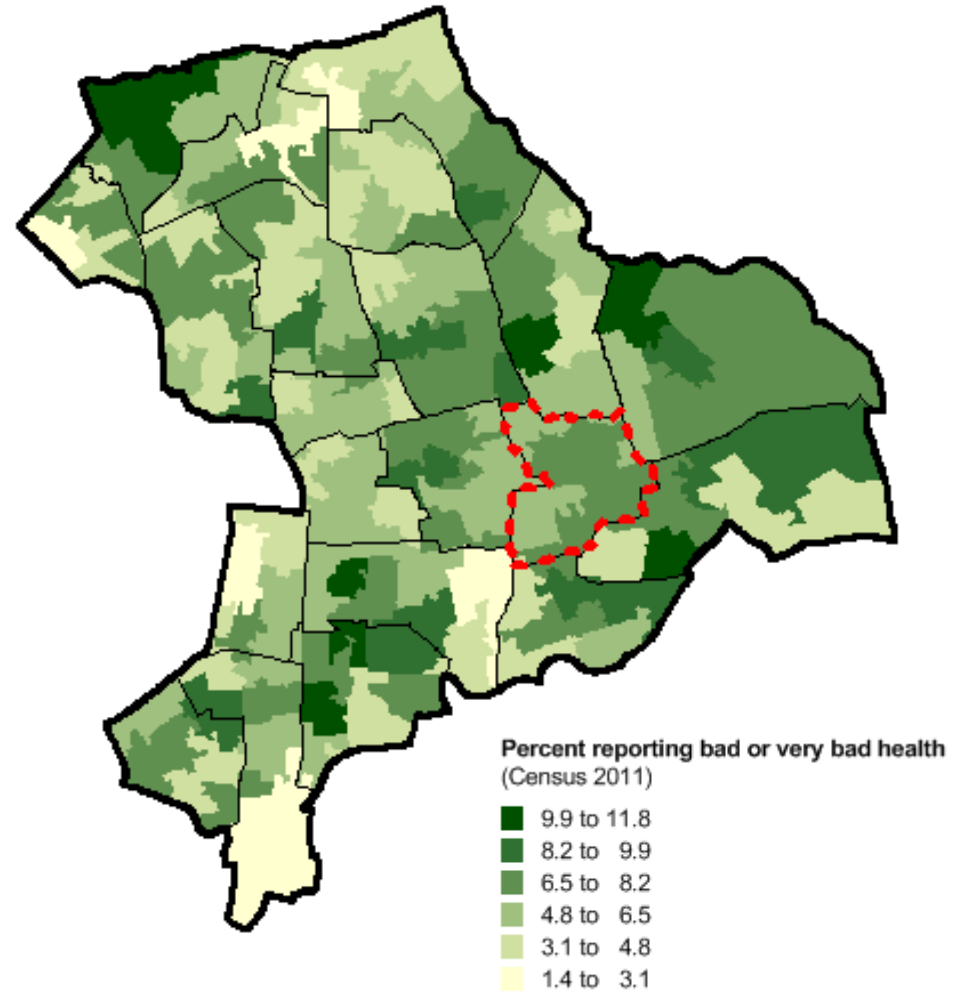 Percent reporting bad or very bad health
(Census 2011)
9.9 to 11.8
8.2 to 9.9
6.5 to 8.2
4.8 to 6.5
3.1 to 4.8
1.4 to 3.1